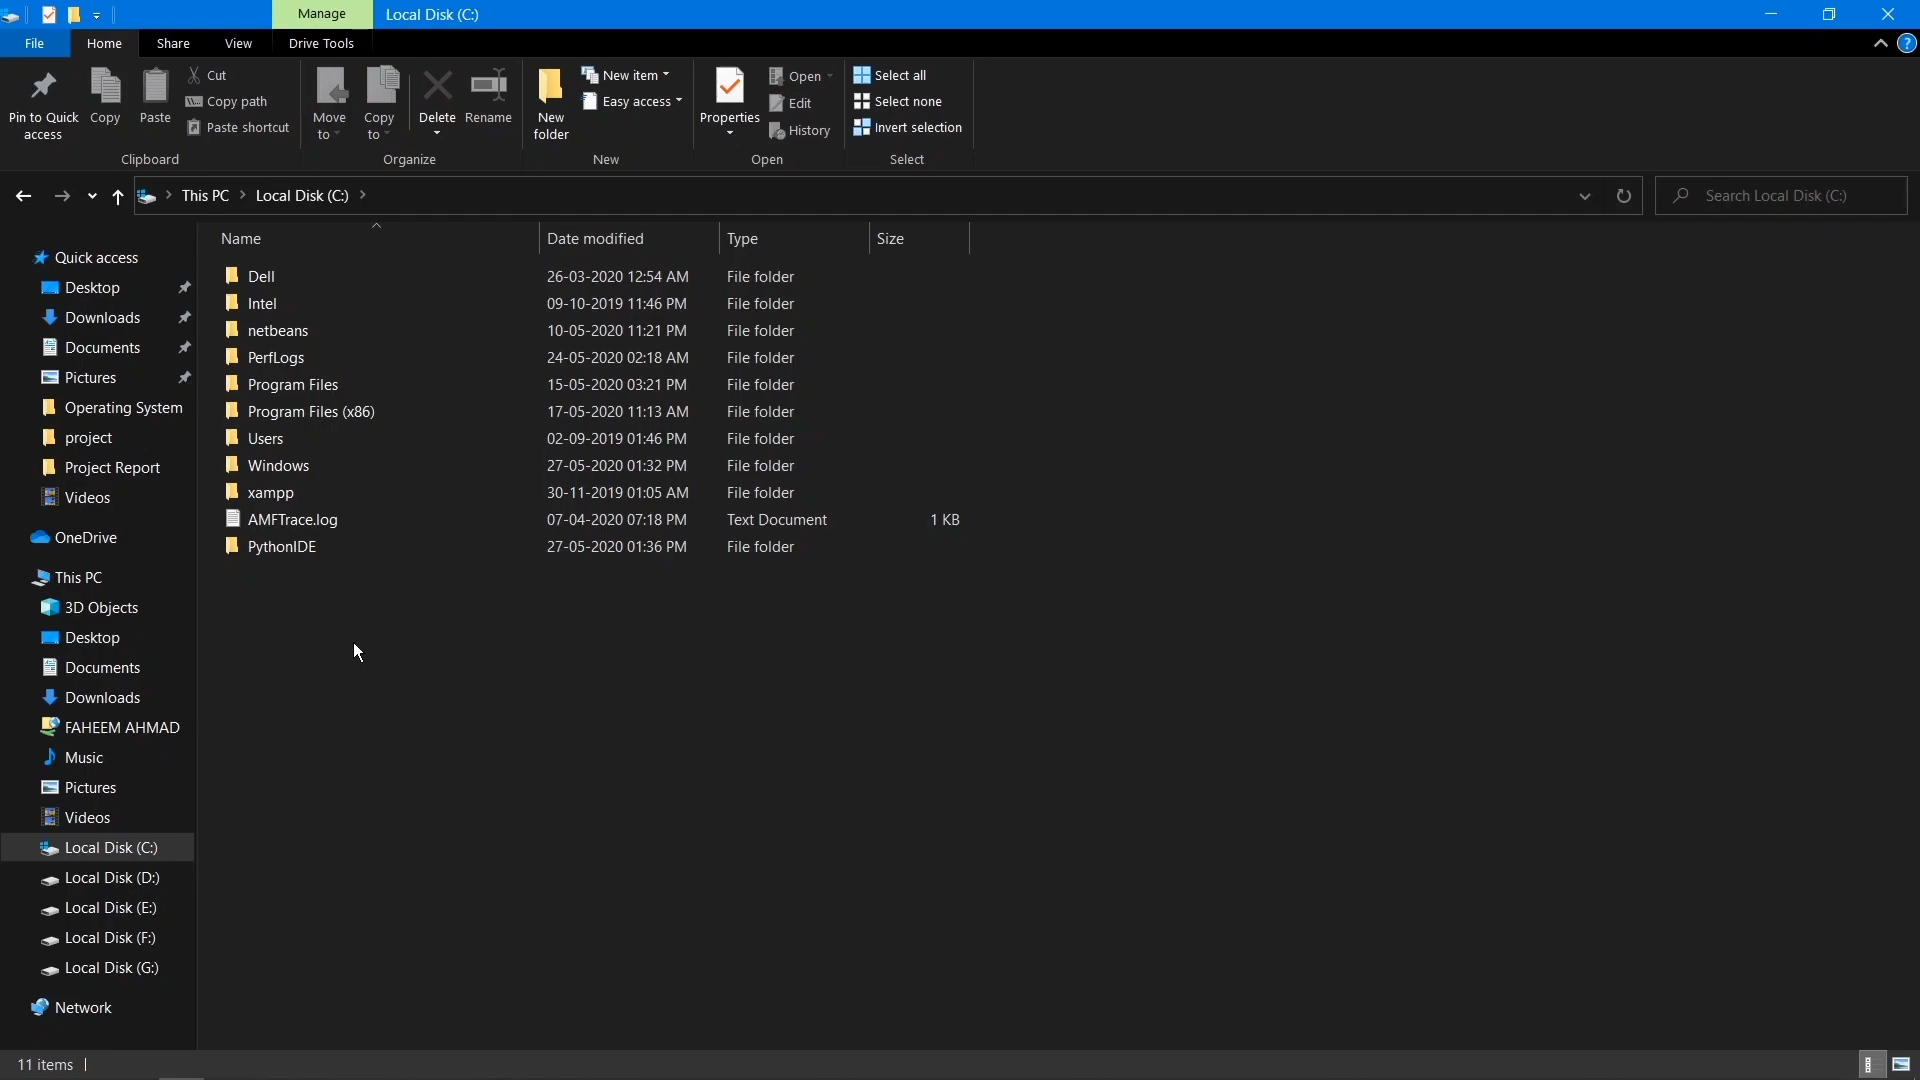 Manage
Local Disk (C:)
File
Home
Share
View
Drive Tools
Pin to Quick access
Copy
Paste
Cut
Copy path
Paste shortcut
Clipboard
Move to
Copy to
Delete
Rename
Organize
New folder
New item
Easy access
New
Properties
Open
Edit
History
Open
Select all
Select none
Invert selection
Select
This PC
Local Disk (C:)
Search Local Disk (C:)
Name Date modified Type Size
Dell 26-03-2020 12:54 AM File folder
Intel 09-10-2019 11:46 PM File folder
netbeans 10-05-2020 11:21 PM File folder
PerfLogs 24-05-2020 02:18 AM File folder
Program Files 15-05-2020 03:21 PM File folder
Program Files (x86) 17-05-2020 11:13 AM File folder
Users 02-09-2019 01:46 PM File folder
Windows 27-05-2020 01:32 PM File folder
xampp 30-11-2019 01:05 AM File folder
AMFTrace.log 07-04-2020 07:18 PM Text Document 1 KB
PythonIDE 27-05-2020 01:36 PM File folder
Quick access
Desktop
Downloads
Documents
Pictures
Operating System
project
Project Report
Videos
OneDrive
This PC
3D Objects
Desktop
Documents
Downloads
FAHEEM AHMAD
Music
Pictures
Videos
Local Disk (C:)
Local Disk (D:)
Local Disk (E:)
Local Disk (F:)
Local Disk (G:)
Network
11 items